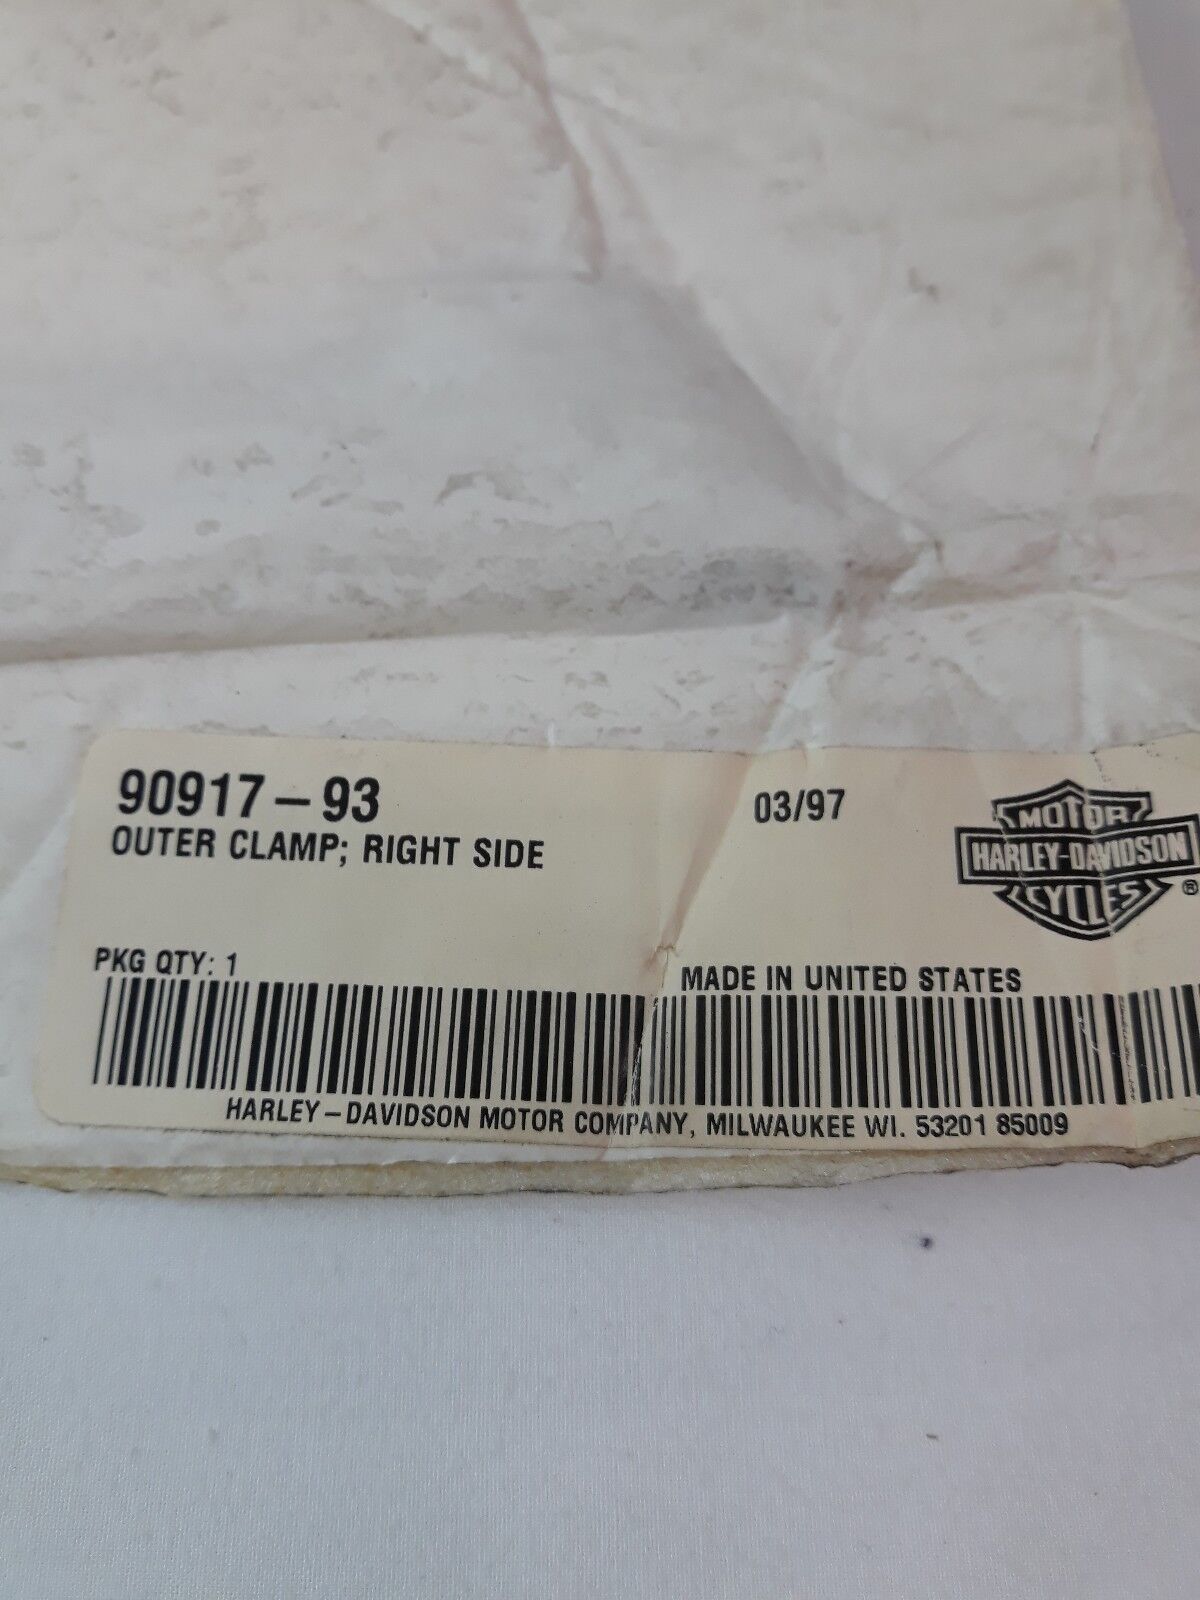 90917-93 03/97
OUTER CLAMP; RIGHT SIDE
MOTOR
HARLEY-DAVIDSON
CYCLES ®
PKG QTY: 1 MADE IN UNITED STATES
HARLEY-DAVIDSON MOTOR COMPANY, MILWAUKEE WI. 53201 85009